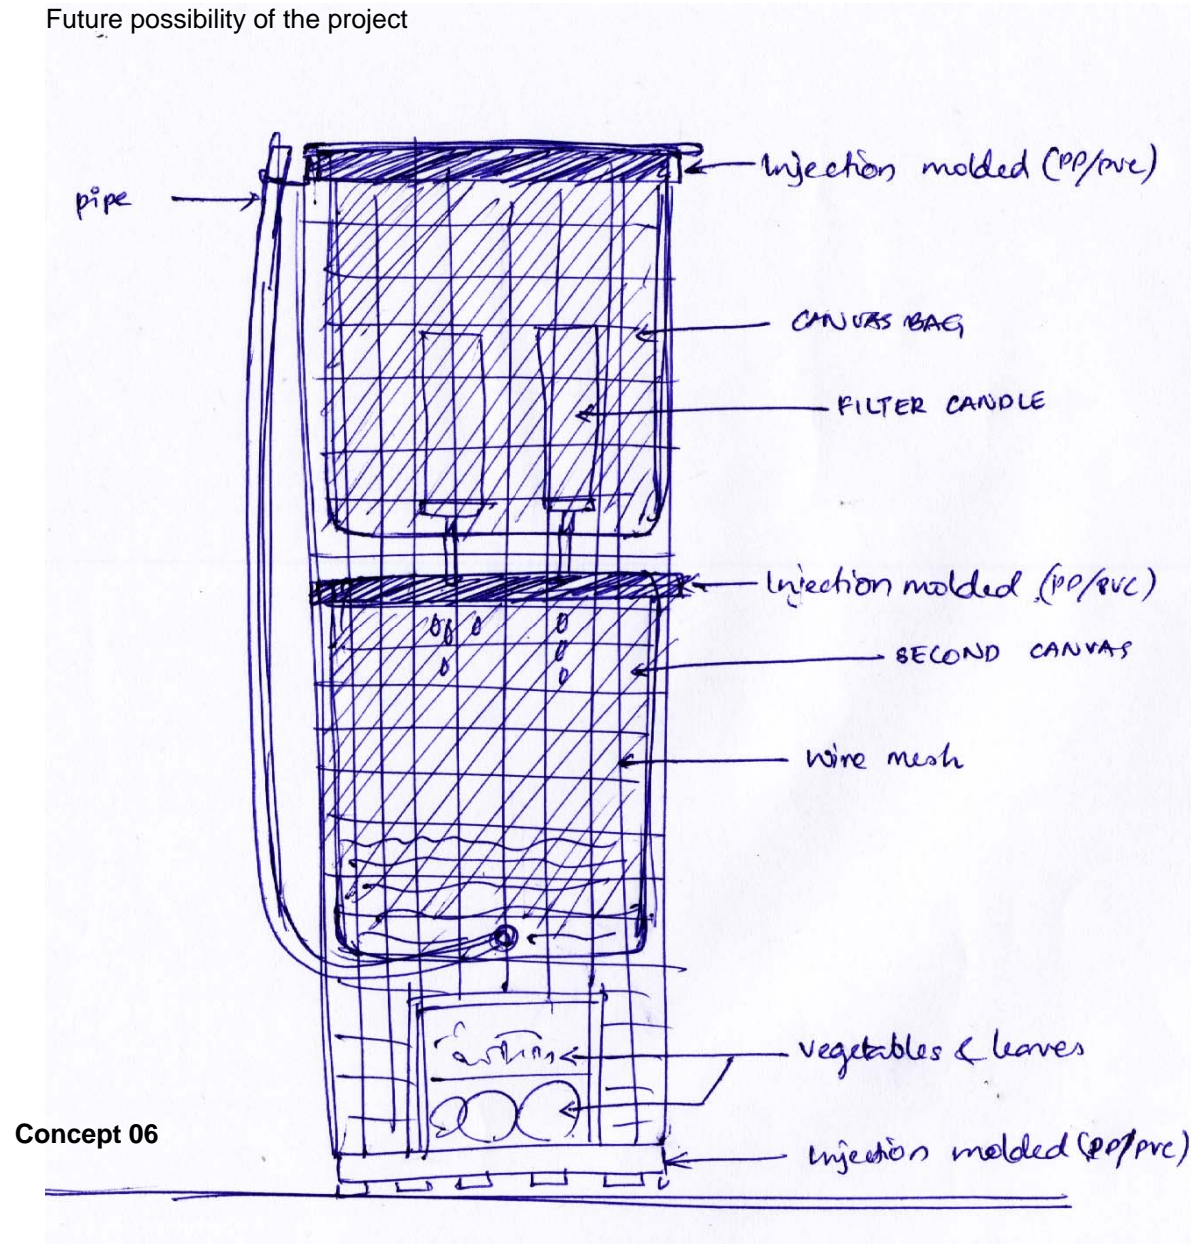 Future possibility of the project
Injection molded (PP/PVC)
pipe
CANVAS BAG
FILTER CANDLE
Injection molded (PP/PVC)
SECOND CANVAS
wire mesh
vegetables & leaves
Concept 06
Injection molded (PP/PVC)